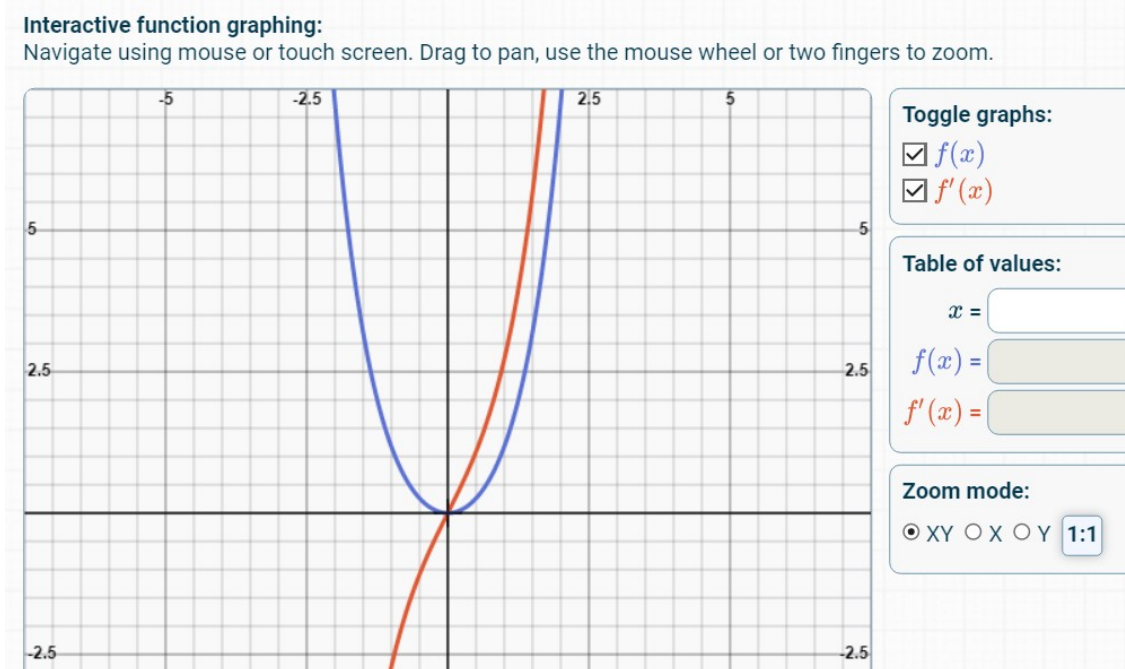 Interactive function graphing:
Navigate using mouse or touch screen. Drag to pan, use the mouse wheel or two fingers to zoom.
-5 -2.5 2.5 5
5 5
2.5 2.5
-2.5 -2.5
Toggle graphs:
f(x)
f′(x)
Table of values:
x =
f(x) =
f′(x) =
Zoom mode:
XY X Y 1:1